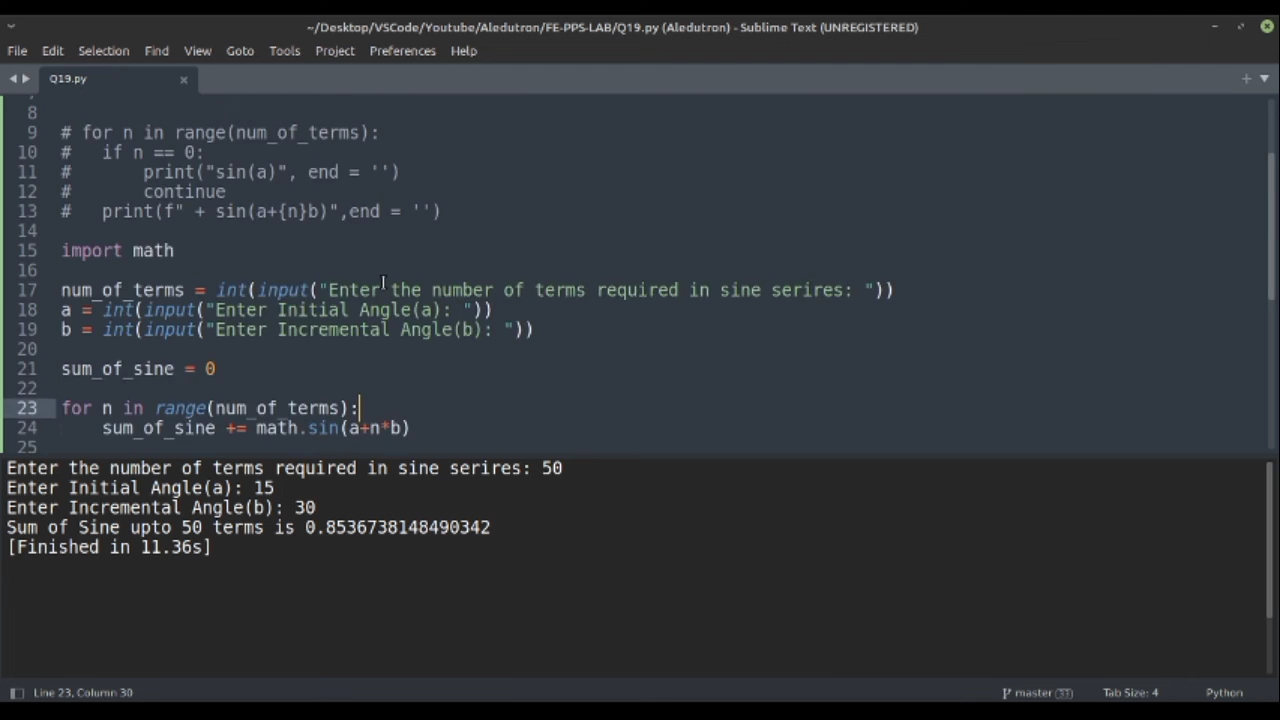 ~/Desktop/VSCode/Youtube/Aledutron/FE-PPS-LAB/Q19.py (Aledutron) - Sublime Text (UNREGISTERED)
File Edit Selection Find View Goto Tools Project Preferences Help
Q19.py
8
9 # for n in range(num_of_terms):
10 #   if n == 0:
11 #       print("sin(a)", end = '')
12 #       continue
13 #   print(f" + sin(a+{n}b)",end = '')
14
15 import math
16
17 num_of_terms = int(input("Enter the number of terms required in sine serires: "))
18 a = int(input("Enter Initial Angle(a): "))
19 b = int(input("Enter Incremental Angle(b): "))
20
21 sum_of_sine = 0
22
23 for n in range(num_of_terms):
24     sum_of_sine += math.sin(a+n*b)
25
Enter the number of terms required in sine serires: 50
Enter Initial Angle(a): 15
Enter Incremental Angle(b): 30
Sum of Sine upto 50 terms is 0.8536738148490342
[Finished in 11.36s]
Line 23, Column 30 master Tab Size: 4 Python